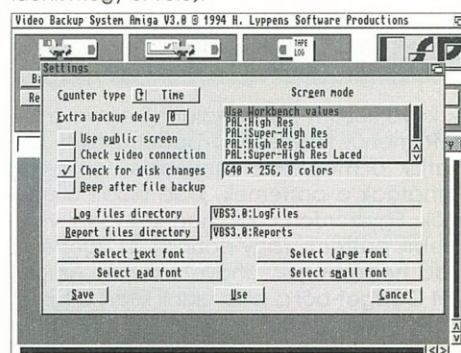 Video Backup System Amiga V3.0 © 1994 H. Lyppens Software Productions
TAPE
LOG
Settings
Ba
Re
Counter type Time
Screen mode
Extra backup delay 0
Use Workbench values
PAL:High Res
PAL:Super-High Res
PAL:High Res Laced
PAL:Super-High Res Laced
Use public screen
Check video connection
Check for disk changes
Beep after file backup
640 × 256, 8 colors
Log files directory
VBS3.0:LogFiles
Report files directory
VBS3.0:Reports
Select text font
Select large font
Select pad font
Select small font
Save
Use
Cancel